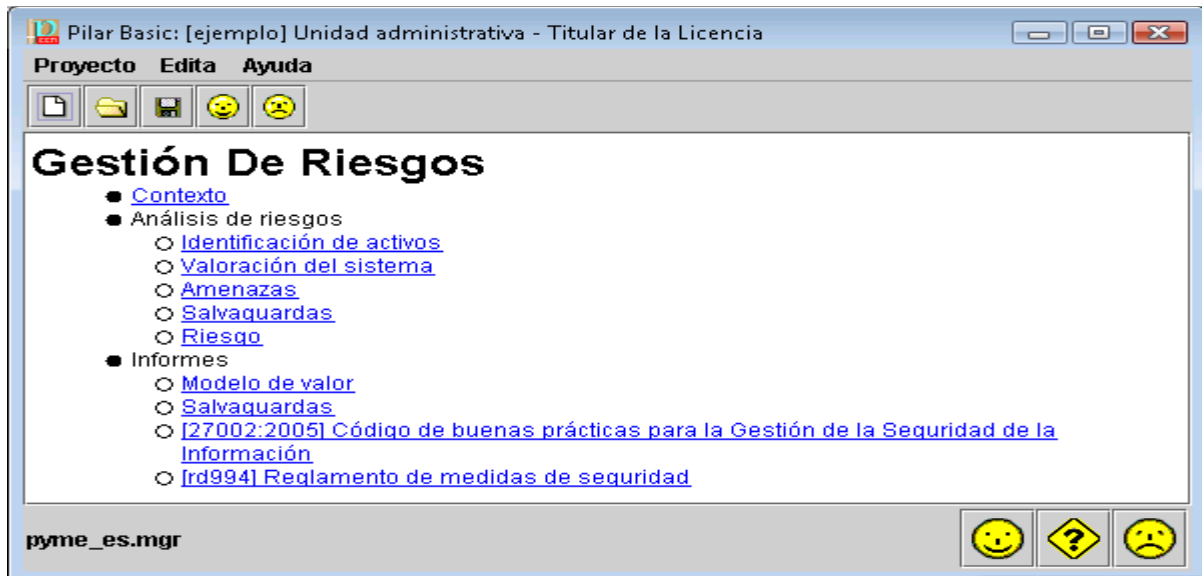 Pilar Basic: [ejemplo] Unidad administrativa - Titular de la Licencia
Proyecto Edita Ayuda
Gestión De Riesgos
Contexto
Análisis de riesgos
Identificación de activos
Valoración del sistema
Amenazas
Salvaguardas
Riesgo
Informes
Modelo de valor
Salvaguardas
[27002:2005] Código de buenas prácticas para la Gestión de la Seguridad de la
Información
[rd994] Reglamento de medidas de seguridad
pyme_es.mgr
?